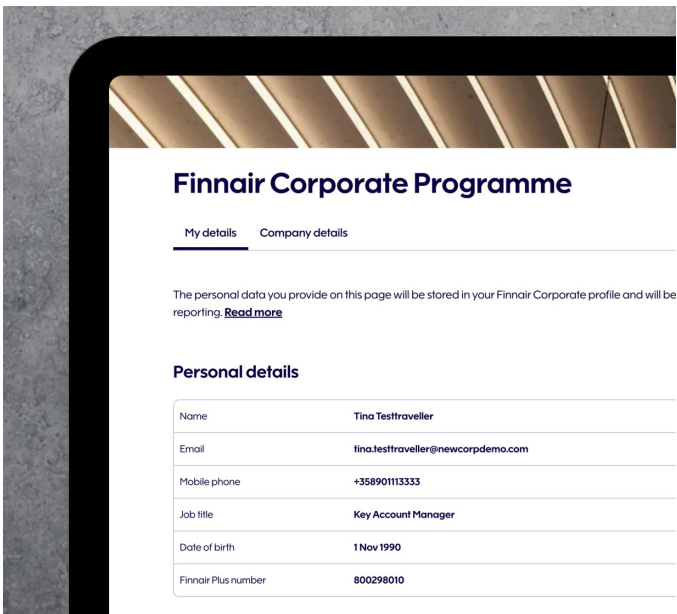 Finnair Corporate Programme
My details Company details
The personal data you provide on this page will be stored in your Finnair Corporate profile and will be
reporting. Read more
Personal details
Name Tina Testtraveller
Email tina.testtraveller@newcorpdemo.com
Mobile phone +358901113333
Job title Key Account Manager
Date of birth 1 Nov 1990
Finnair Plus number 800298010